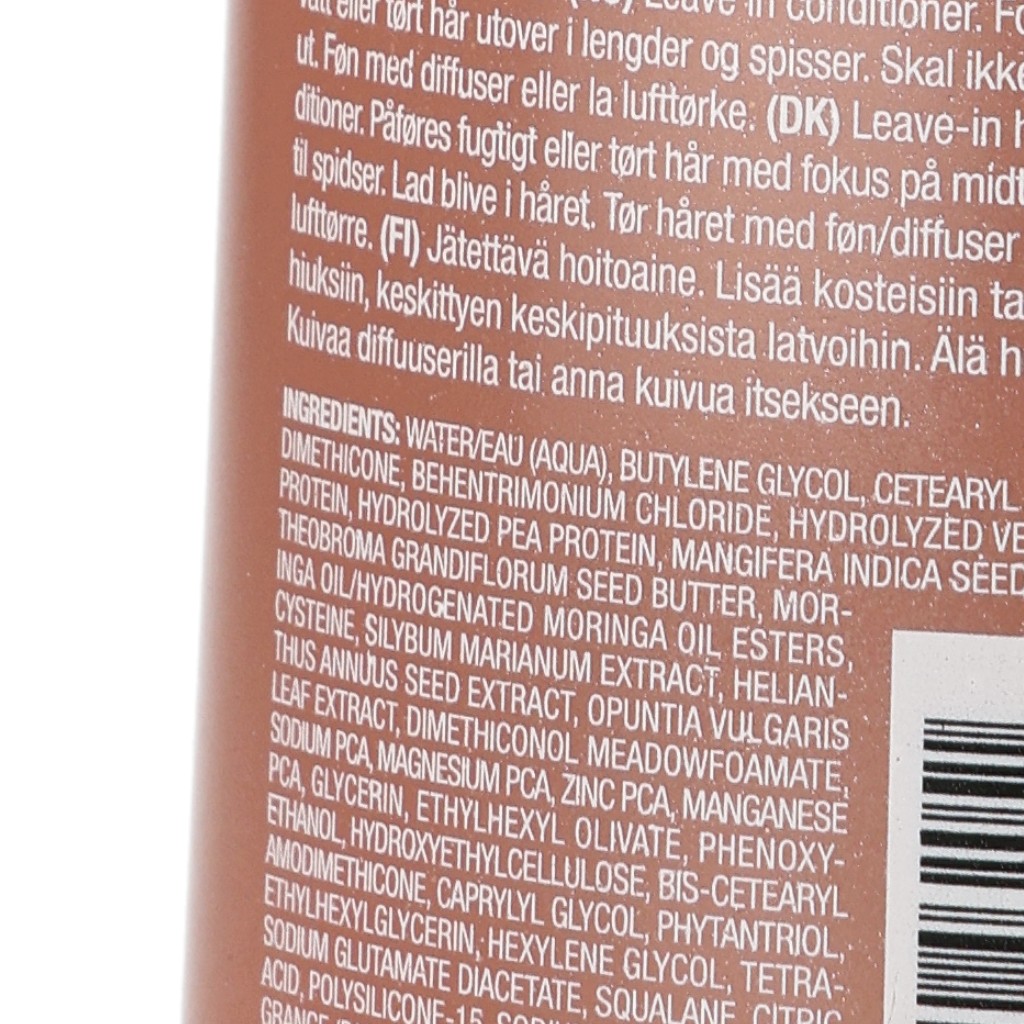 Leave-in conditioner.
eller tørt hår utover i lengder og spisser. Skal ikke
ut. Føn med diffuser eller la lufttørke. (DK) Leave-in
ditioner. Påføres fugtigt eller tørt hår med fokus på
til spidser. Lad blive i håret. Tør håret med føn/diffuser
lufttørre. (FI) Jätettävä hoitoaine. Lisää kosteisiin
hiuksiin, keskittyen keskipituuksista latvoihin. Älä
Kuivaa diffuuserilla tai anna kuivua itsekseen.
INGREDIENTS: WATER/EAU (AQUA), BUTYLENE GLYCOL, CETEARYL
DIMETHICONE, BEHENTRIMONIUM CHLORIDE, HYDROLYZED VE
PROTEIN, HYDROLYZED PEA PROTEIN, MANGIFERA INDICA SEED
THEOBROMA GRANDIFLORUM SEED BUTTER, MOR-
INGA OIL/HYDROGENATED MORINGA OIL ESTERS,
CYSTEINE, SILYBUM MARIANUM EXTRACT, HELIAN-
THUS ANNUUS SEED EXTRACT, OPUNTIA VULGARIS
LEAF EXTRACT, DIMETHICONOL MEADOWFOAMATE,
SODIUM PCA, MAGNESIUM PCA, ZINC PCA, MANGANESE
PCA, GLYCERIN, ETHYLHEXYL OLIVATE, PHENOXY-
ETHANOL, HYDROXYETHYLCELLULOSE, BIS-CETEARYL
AMODIMETHICONE, CAPRYLYL GLYCOL, PHYTANTRIOL,
ETHYLHEXYLGLYCERIN, HEXYLENE GLYCOL, TETRA-
SODIUM GLUTAMATE DIACETATE, SQUALANE, CITRIC
ACID, POLYSILICONE-15,